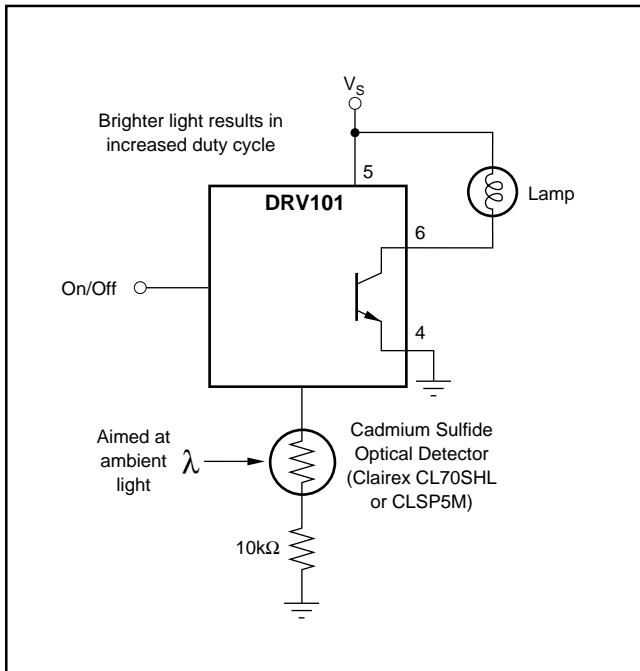 V_S
Brighter light results in
increased duty cycle
5
DRV101
Lamp
6
On/Off
4
Aimed at
ambient
light
λ
Cadmium Sulfide
Optical Detector
(Clairex CL70SHL
or CLSP5M)
10kΩ